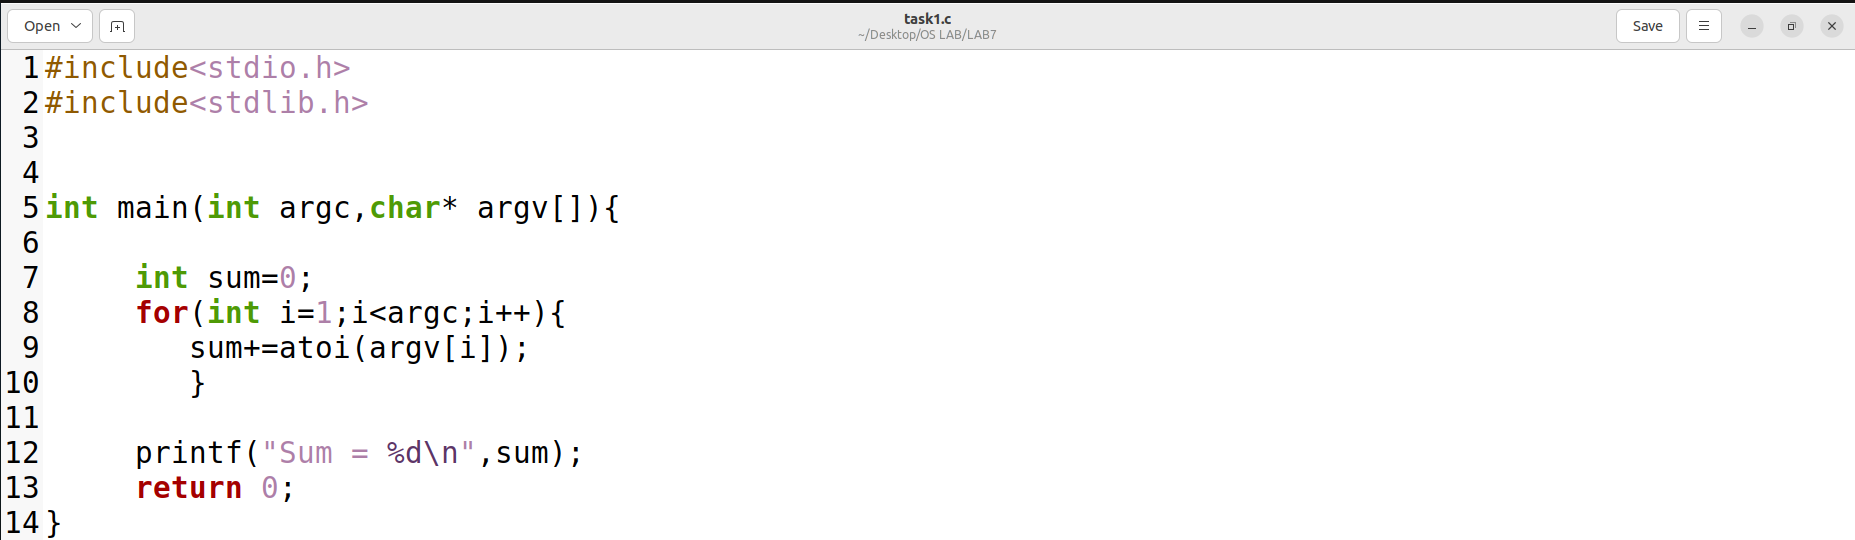 Open
task1.c
~/Desktop/OS LAB/LAB7
Save
1 #include<stdio.h>
2 #include<stdlib.h>
3
4
5 int main(int argc,char* argv[]){
6
7      int sum=0;
8      for(int i=1;i<argc;i++){
9         sum+=atoi(argv[i]);
10         }
11
12      printf("Sum = %d\n",sum);
13      return 0;
14 }